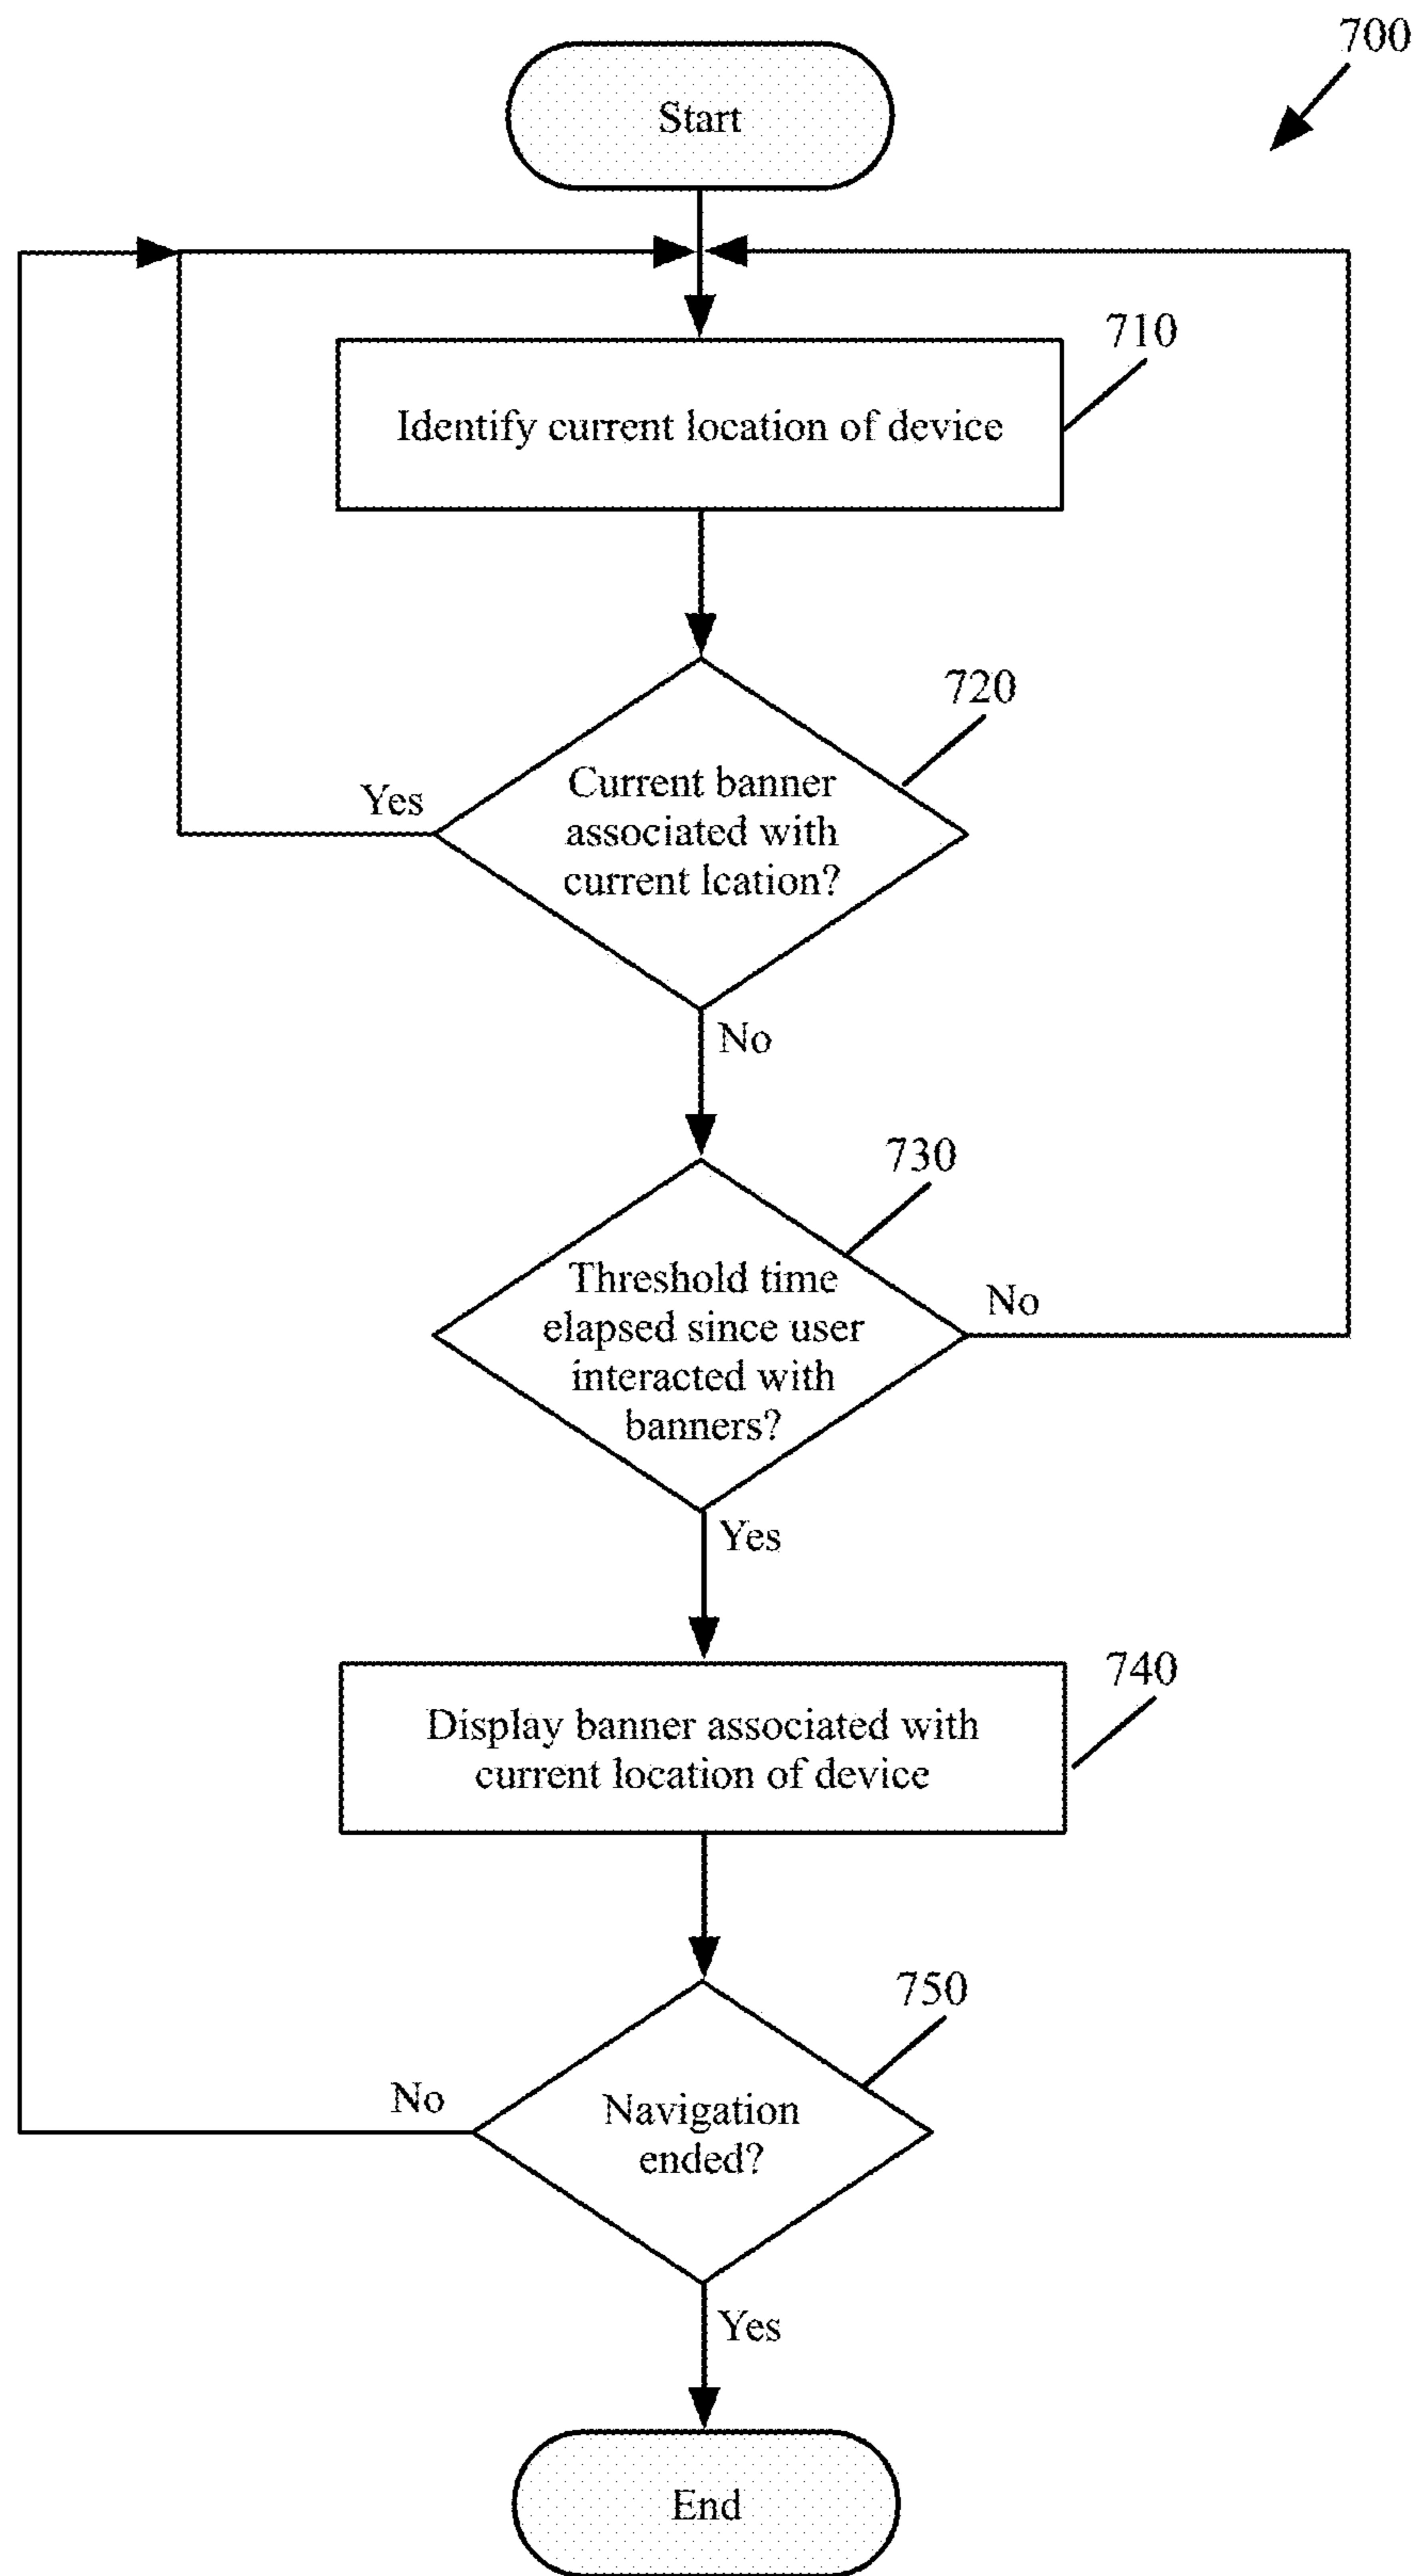 700
Start
710
Identify current location of device
720
Yes
Current banner
associated with
current lcation?
No
730
Threshold time
elapsed since user
interacted with
banners?
No
Yes
740
Display banner associated with
current location of device
750
No
Navigation
ended?
Yes
End